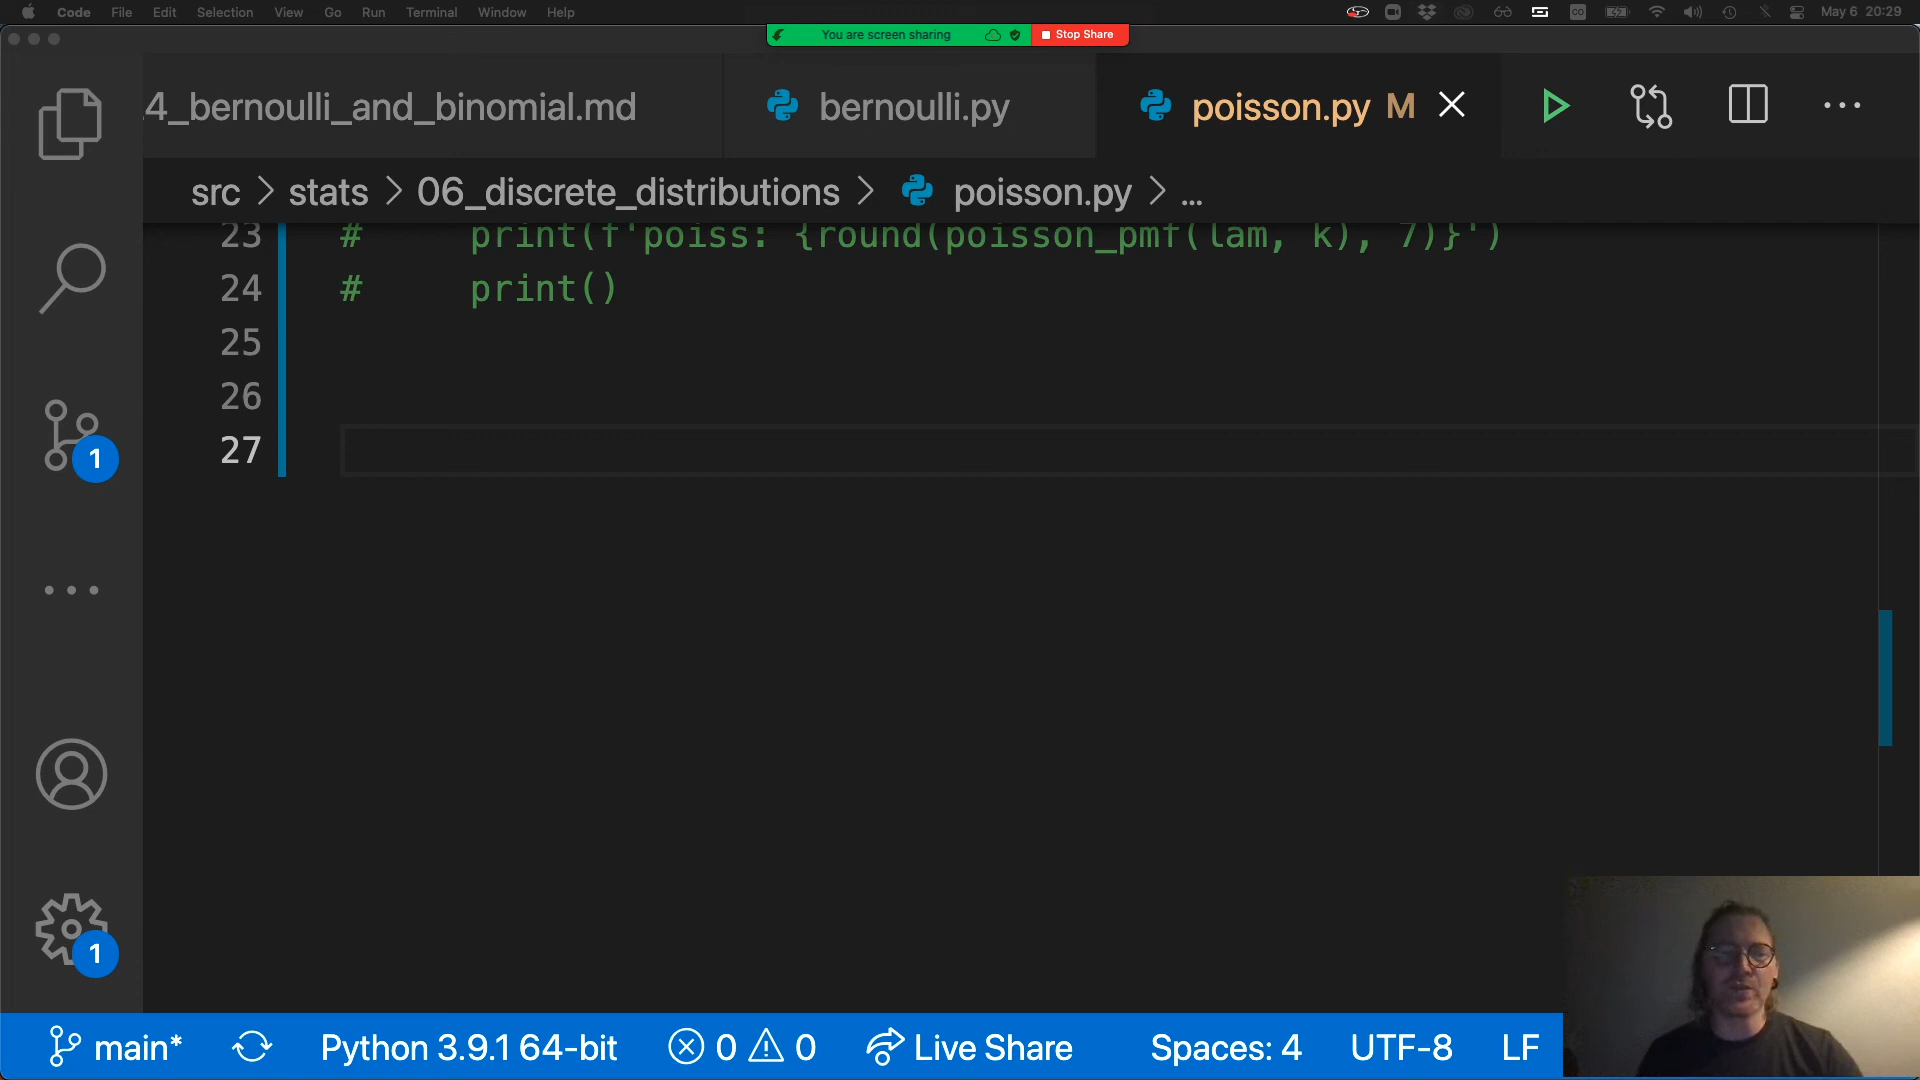 Code File Edit Selection View Go Run Terminal Window Help May 6 20:29
You are screen sharing Stop Share
4_bernoulli_and_binomial.md bernoulli.py poisson.py M
src > stats > 06_discrete_distributions > poisson.py > ...
23 # print(f'poiss: {round(poisson_pmf(lam, k), 7)}')
24 # print()
25
26
27
1
1
main* Python 3.9.1 64-bit 0 0 Live Share Spaces: 4 UTF-8 LF